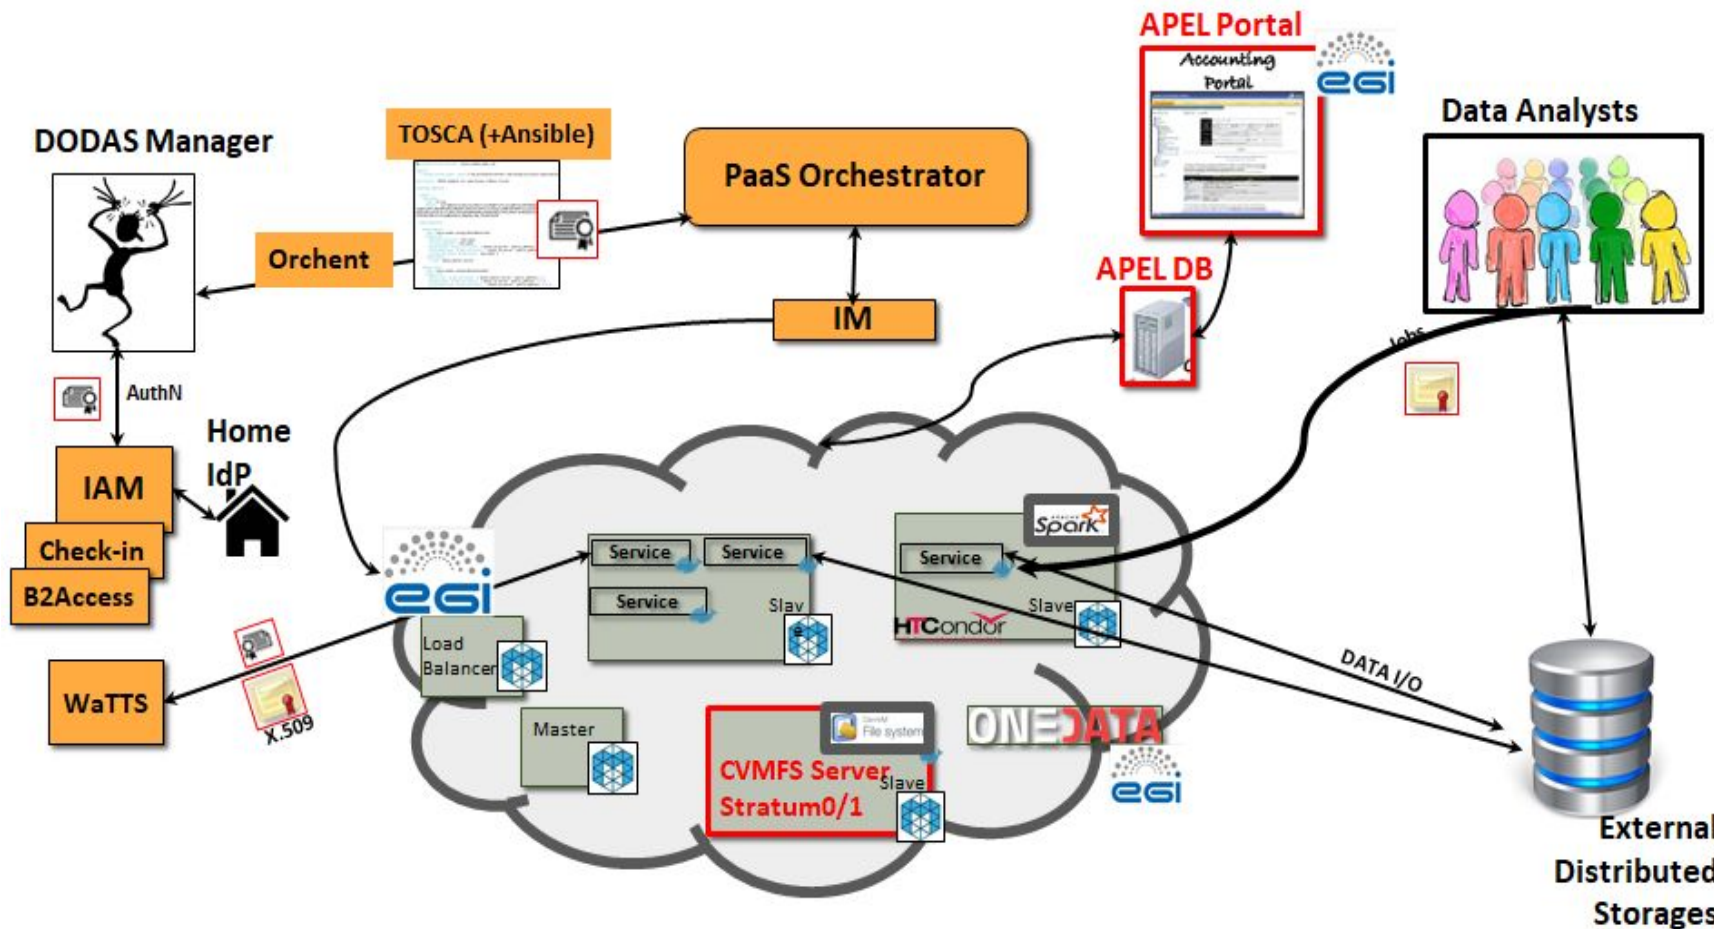 APEL Portal
Accounting
Portal
egi
Data Analysts
DODAS Manager
TOSCA (+Ansible)
PaaS Orchestrator
Orchent
APEL DB
IM
Jobs
AuthN
Home
IdP
IAM
Check-in
B2Access
WaTTS
X.509
egi
Load
Balancer
Service
Service
Service
Slav
e
APACHE
Spark
Service
Slave
HTCondor
DATA I/O
Master
CernVM
File system
CVMFS Server
Slave
Stratum0/1
ONEDATA
egi
External
Distributed
Storages